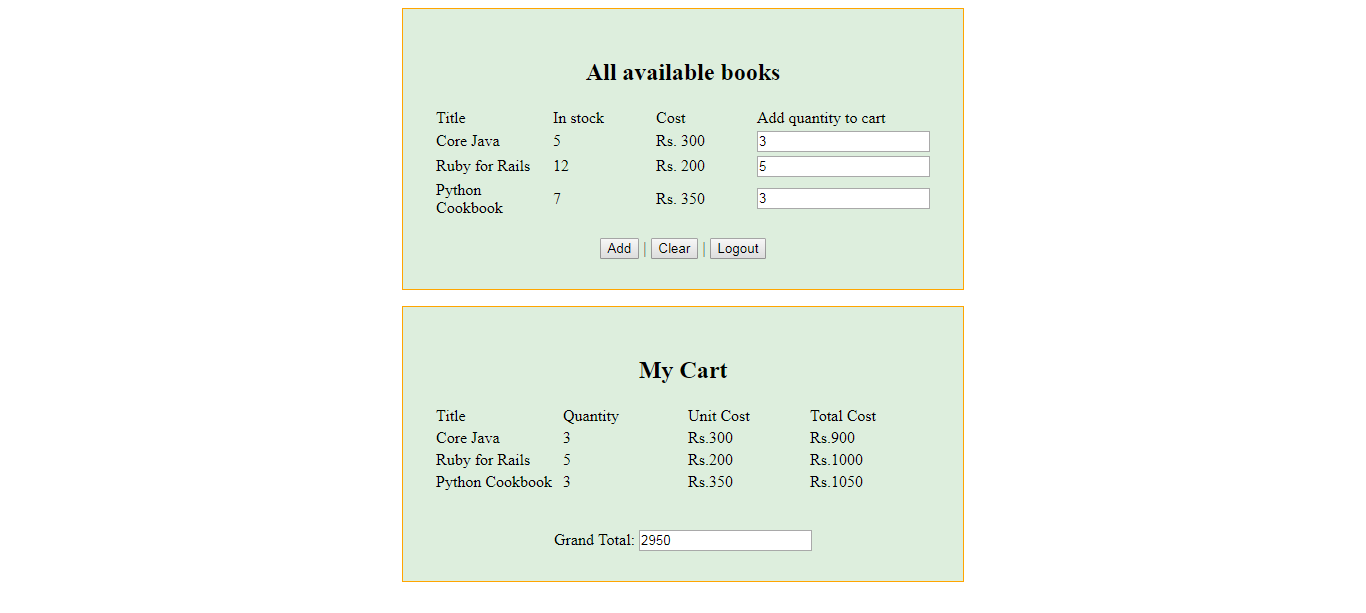 All available books
Title In stock Cost Add quantity to cart
Core Java 5 Rs. 300 3
Ruby for Rails 12 Rs. 200 5
Python
Cookbook 7 Rs. 350 3
Add | Clear | Logout
My Cart
Title Quantity Unit Cost Total Cost
Core Java 3 Rs.300 Rs.900
Ruby for Rails 5 Rs.200 Rs.1000
Python Cookbook 3 Rs.350 Rs.1050
Grand Total: 2950